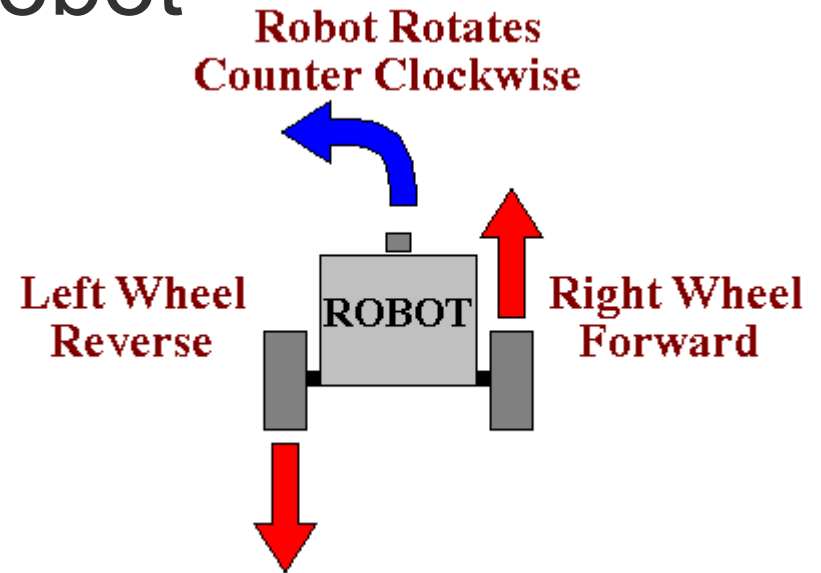 Robot Rotates
Counter Clockwise
Left Wheel
Reverse
ROBOT
Right Wheel
Forward